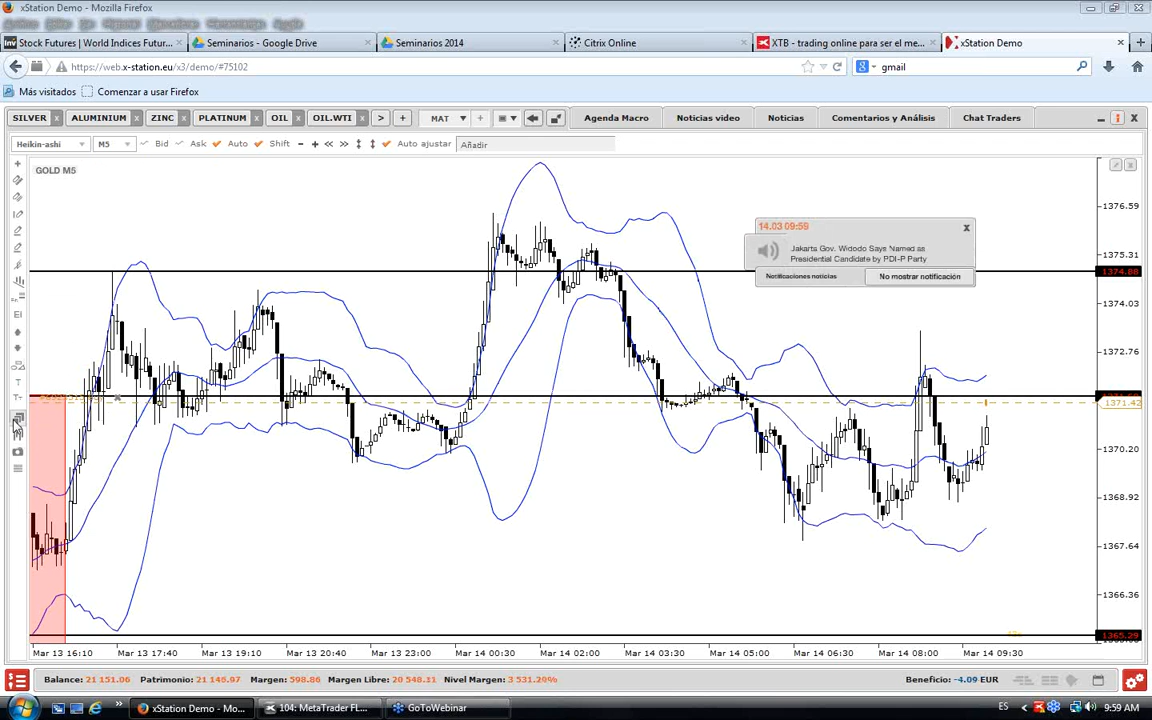 xStation Demo - Mozilla Firefox
Stock Futures | World Indices Futur...
Seminarios - Google Drive
Seminarios 2014
Citrix Online
XTB - trading online para ser el me...
xStation Demo
https://web.x-station.eu/x3/demo/#75102
gmail
Más visitados
Comenzar a usar Firefox
SILVER
ALUMINIUM
ZINC
PLATINUM
OIL
OIL.WTI
MAT
Agenda Macro
Noticias video
Noticias
Comentarios y Análisis
Chat Traders
Heikin-ashi
M5
Bid
Ask
Auto
Shift
Auto ajustar
Añadir
GOLD M5
14.03 09:59
Jakarta Gov. Widodo Says Named as
Presidential Candidate by PDI-P Party
Notificaciones noticias
No mostrar notificación
1376.59
1375.31
1374.88
1374.03
1372.76
1371.42
1370.20
1368.92
1367.64
1366.36
1365.29
Mar 13 16:10
Mar 13 17:40
Mar 13 19:10
Mar 13 20:40
Mar 13 23:00
Mar 14 00:30
Mar 14 02:00
Mar 14 03:30
Mar 14 05:00
Mar 14 06:30
Mar 14 08:00
Mar 14 09:30
Balance: 21 151.06
Patrimonio: 21 146.97
Margen: 598.86
Margen Libre: 20 548.11
Nivel Margen: 3 531.20%
Beneficio: -4.09 EUR
xStation Demo - Mo...
104: MetaTrader FL...
GoToWebinar
ES
9:59 AM